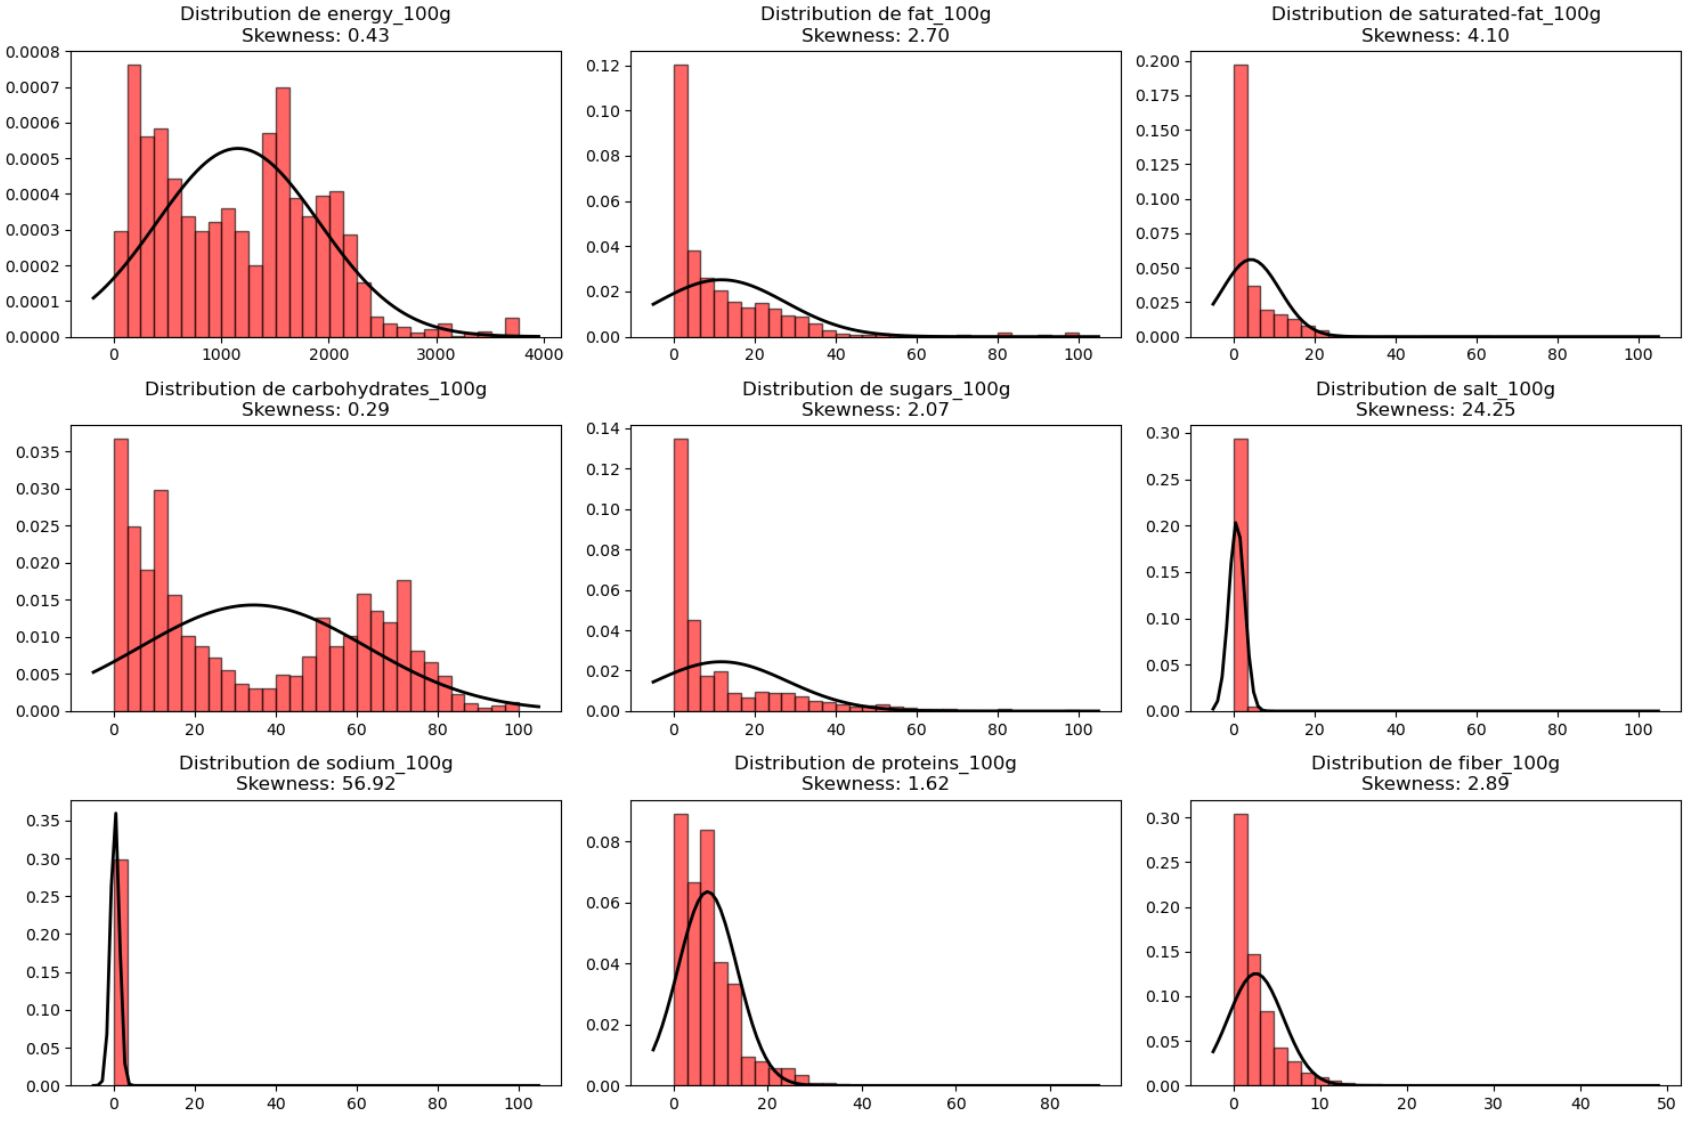 Distribution de energy_100g
Skewness: 0.43
0.0008
0.0007
0.0006
0.0005
0.0004
0.0003
0.0002
0.0001
0.0000
0 1000 2000 3000 4000
Distribution de fat_100g
Skewness: 2.70
0.12
0.10
0.08
0.06
0.04
0.02
0.00
0 20 40 60 80 100
Distribution de saturated-fat_100g
Skewness: 4.10
0.200
0.175
0.150
0.125
0.100
0.075
0.050
0.025
0.000
0 20 40 60 80 100
Distribution de carbohydrates_100g
Skewness: 0.29
0.035
0.030
0.025
0.020
0.015
0.010
0.005
0.000
0 20 40 60 80 100
Distribution de sugars_100g
Skewness: 2.07
0.14
0.12
0.10
0.08
0.06
0.04
0.02
0.00
0 20 40 60 80 100
Distribution de salt_100g
Skewness: 24.25
0.30
0.25
0.20
0.15
0.10
0.05
0.00
0 20 40 60 80 100
Distribution de sodium_100g
Skewness: 56.92
0.35
0.30
0.25
0.20
0.15
0.10
0.05
0.00
0 20 40 60 80 100
Distribution de proteins_100g
Skewness: 1.62
0.08
0.06
0.04
0.02
0.00
0 20 40 60 80
Distribution de fiber_100g
Skewness: 2.89
0.30
0.25
0.20
0.15
0.10
0.05
0.00
0 10 20 30 40 50